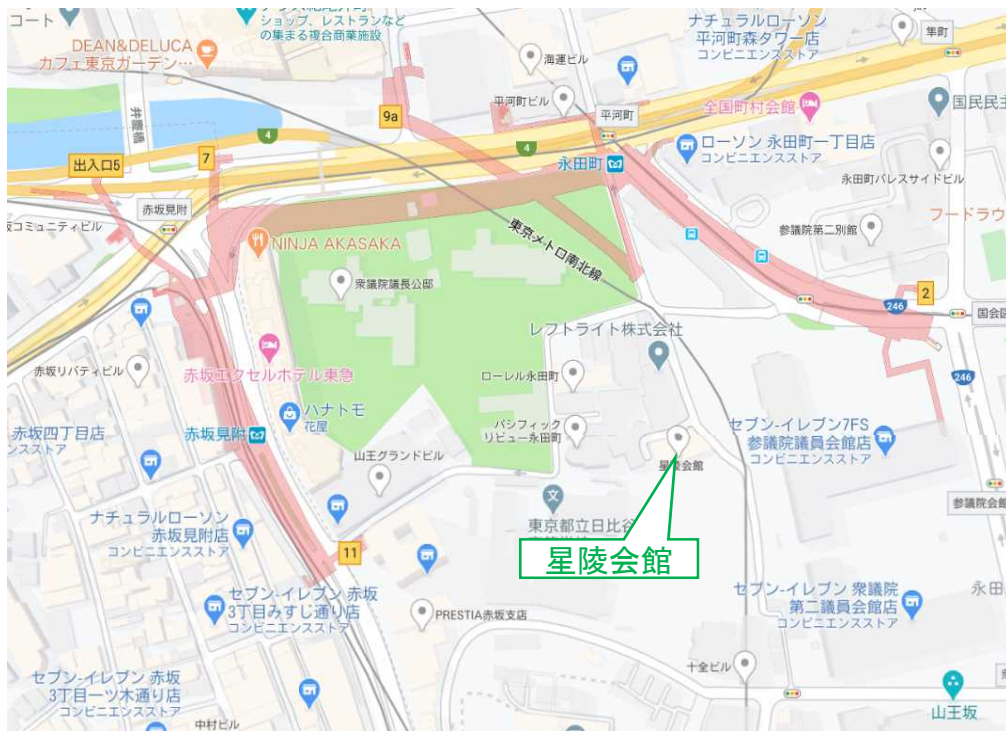 コート
ショップ、レストランなど
の集まる複合商業施設
DEAN&DELUCA
カフェ東京ガーデン…
海運ビル
ナチュラルローソン
平河町森タワー店
コンビニエンスストア
隼町
弁慶橋
9a
平河町ビル
平河町
全国町村会館
国民民主
4
4
ローソン 永田町一丁目店
コンビニエンスストア
出入口5
7
永田町
永田町パレスサイドビル
赤坂見附
坂コミュニティビル
NINJA AKASAKA
東京メトロ南北線
参議院第二別館
フードラウ
衆議院議長公邸
2
246
国会図
レフトライト株式会社
赤坂リバティビル
赤坂エクセルホテル東急
ローレル永田町
246
ハナトモ
花屋
パシフィック
リビュー永田町
セブン-イレブン7FS
参議院議員会館店
コンビニエンスストア
赤坂四丁目店
ンスストア
赤坂見附
山王グランドビル
星陵会館
参議院会館
東京都立日比谷
ナチュラルローソン
赤坂見附店
コンビニエンスストア
11
星陵会館
セブン-イレブン 赤坂
3丁目みすじ通り店
コンビニエンスストア
PRESTIA赤坂支店
セブン-イレブン 衆議院
第二議員会館店
コンビニエンスストア
永田
セブン-イレブン 赤坂
3丁目一ツ木通り店
コンビニエンスストア
十全ビル
山王坂
中村ビル